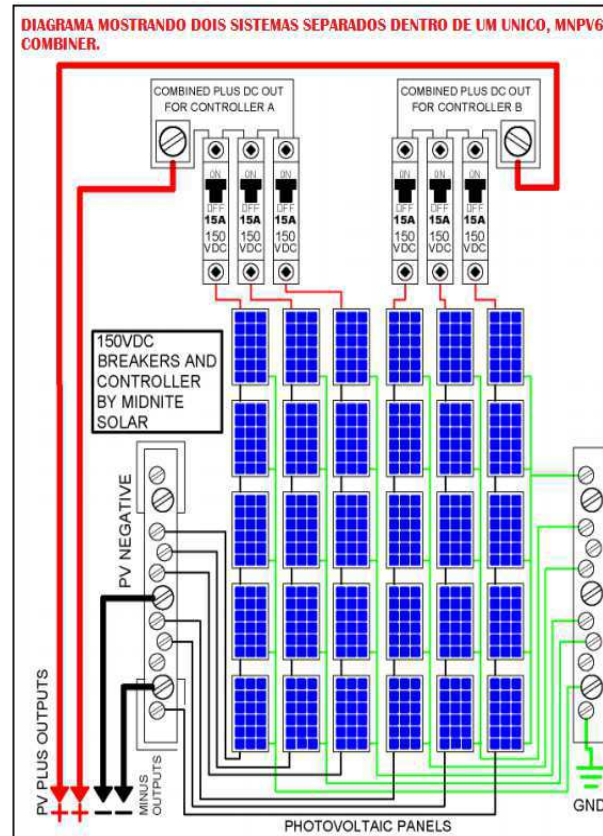 DIAGRAMA MOSTRANDO DOIS SISTEMAS SEPARADOS DENTRO DE UM UNICO, MNPV6
COMBINER.
COMBINED PLUS DC OUT
FOR CONTROLLER A
COMBINED PLUS DC OUT
FOR CONTROLLER B
ON
OFF
15A
150
VDC
ON
OFF
15A
150
VDC
ON
OFF
15A
150
VDC
ON
OFF
15A
150
VDC
ON
OFF
15A
150
VDC
ON
OFF
15A
150
VDC
150VDC
BREAKERS AND
CONTROLLER
BY MIDNITE
SOLAR
PV NEGATIVE
PV PLUS OUTPUTS
MINUS
OUTPUTS
GND
PHOTOVOLTAIC PANELS